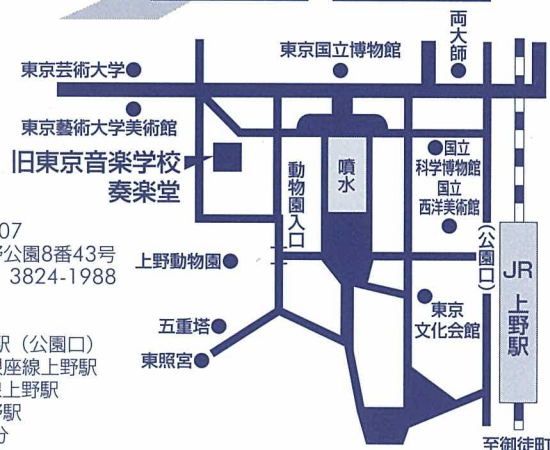 両大師
東京国立博物館
東京芸術大学
東京藝術大学美術館
旧東京音楽学校
奏楽堂
動物園入口
噴水
国立
科学博物館
国立
西洋美術館
(公園口)
JR 上野駅
07
公園8番43号
3824-1988
上野動物園
東京
文化会館
五重塔
東照宮
駅(公園口)
座線上野駅
上野駅
駅
分
至御徒町